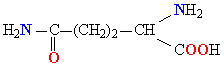 NH₂
H₂N—C—(CH₂)₂—CH
O
COOH